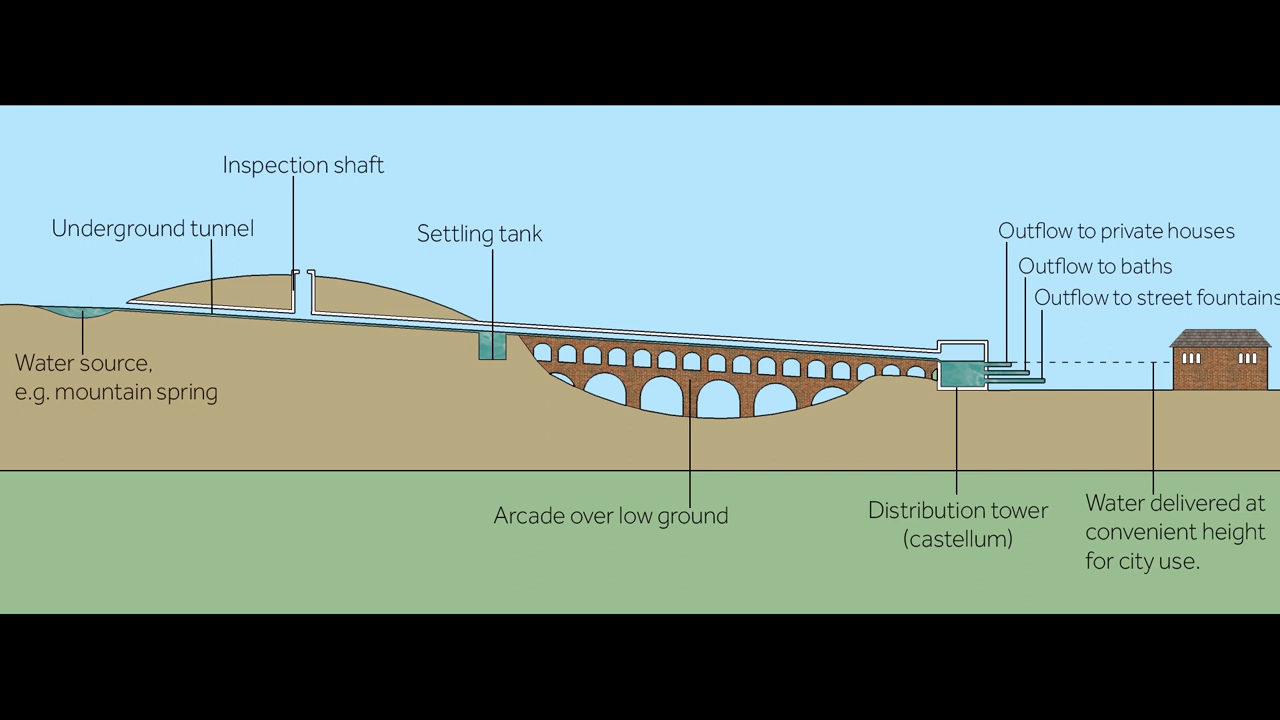 Inspection shaft
Underground tunnel
Settling tank
Outflow to private houses
Outflow to baths
Outflow to street fountains
Water source,
e.g. mountain spring
Arcade over low ground
Distribution tower
(castellum)
Water delivered at
convenient height
for city use.